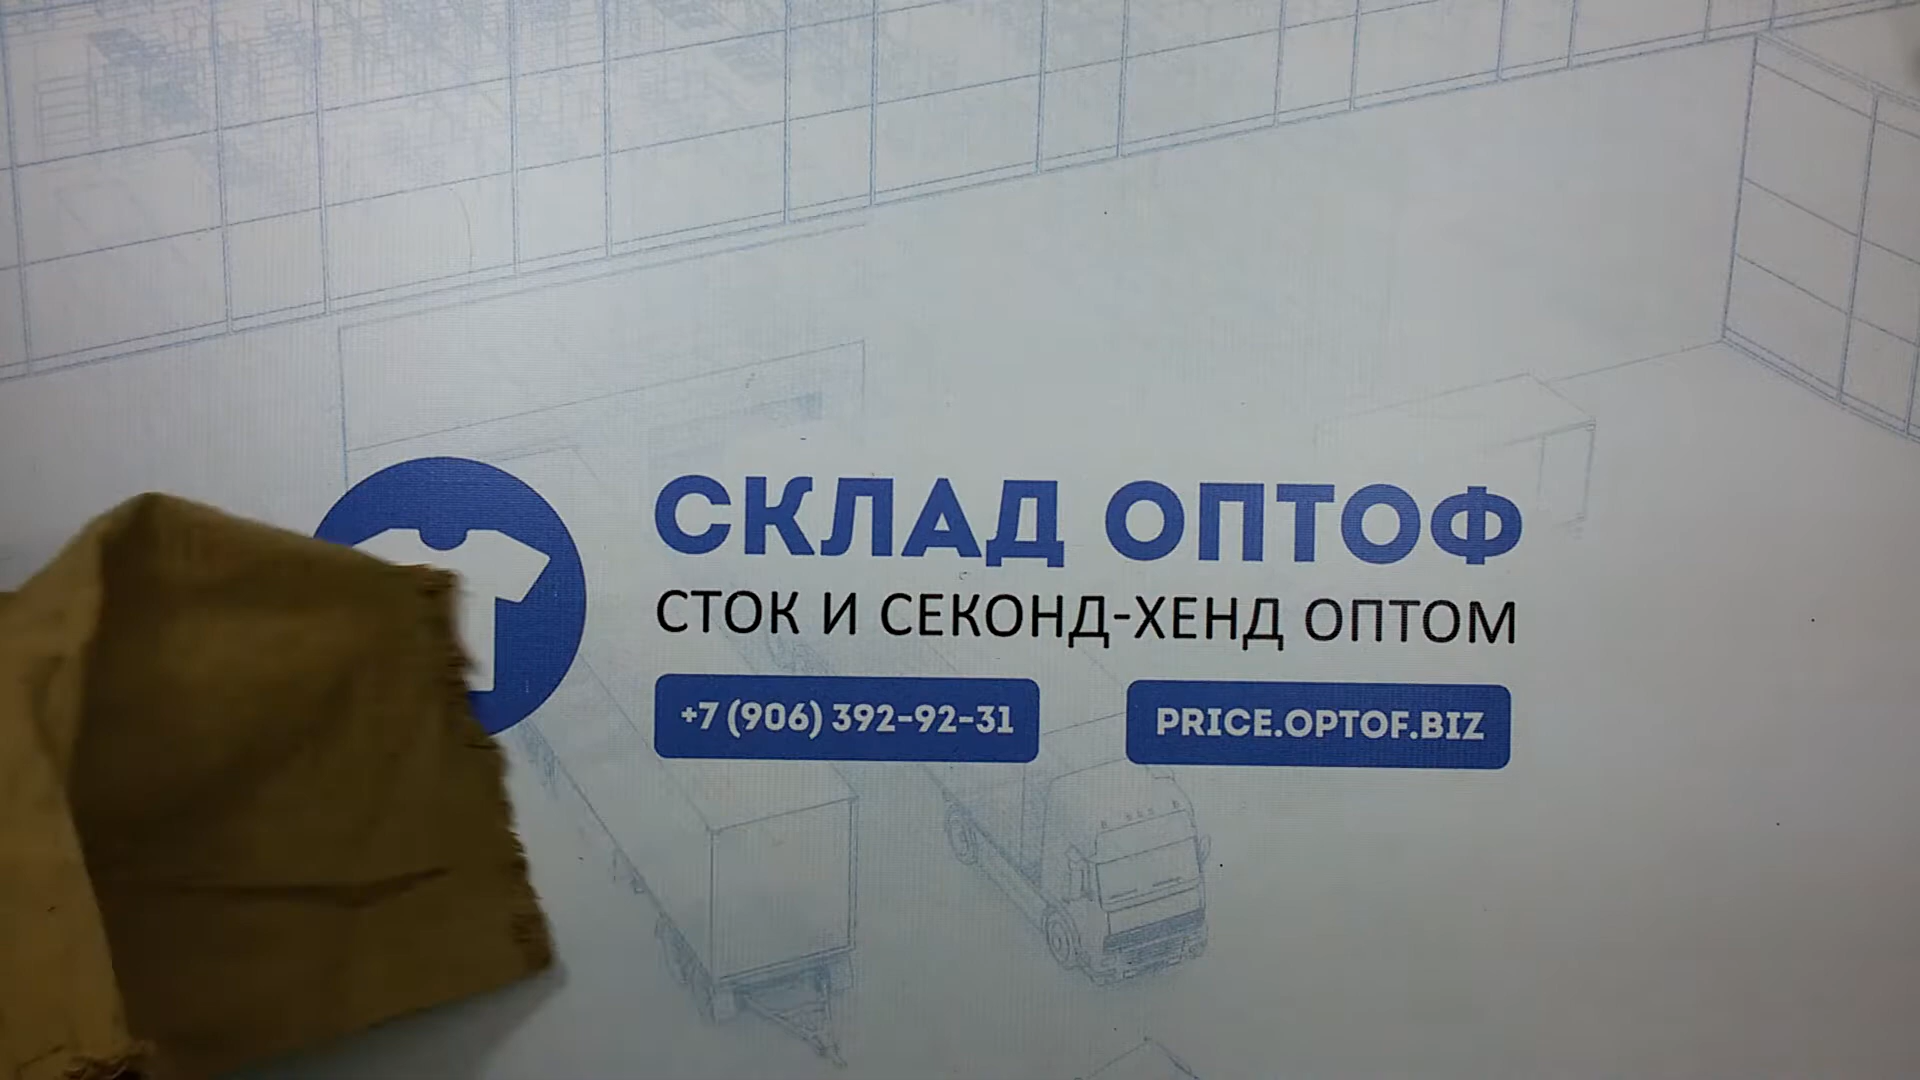 СКЛАД ОПТОФ
СТОК И СЕКОНД-ХЕНД ОПТОМ
+7 (906) 392-92-31
PRICE.OPTOF.BIZ